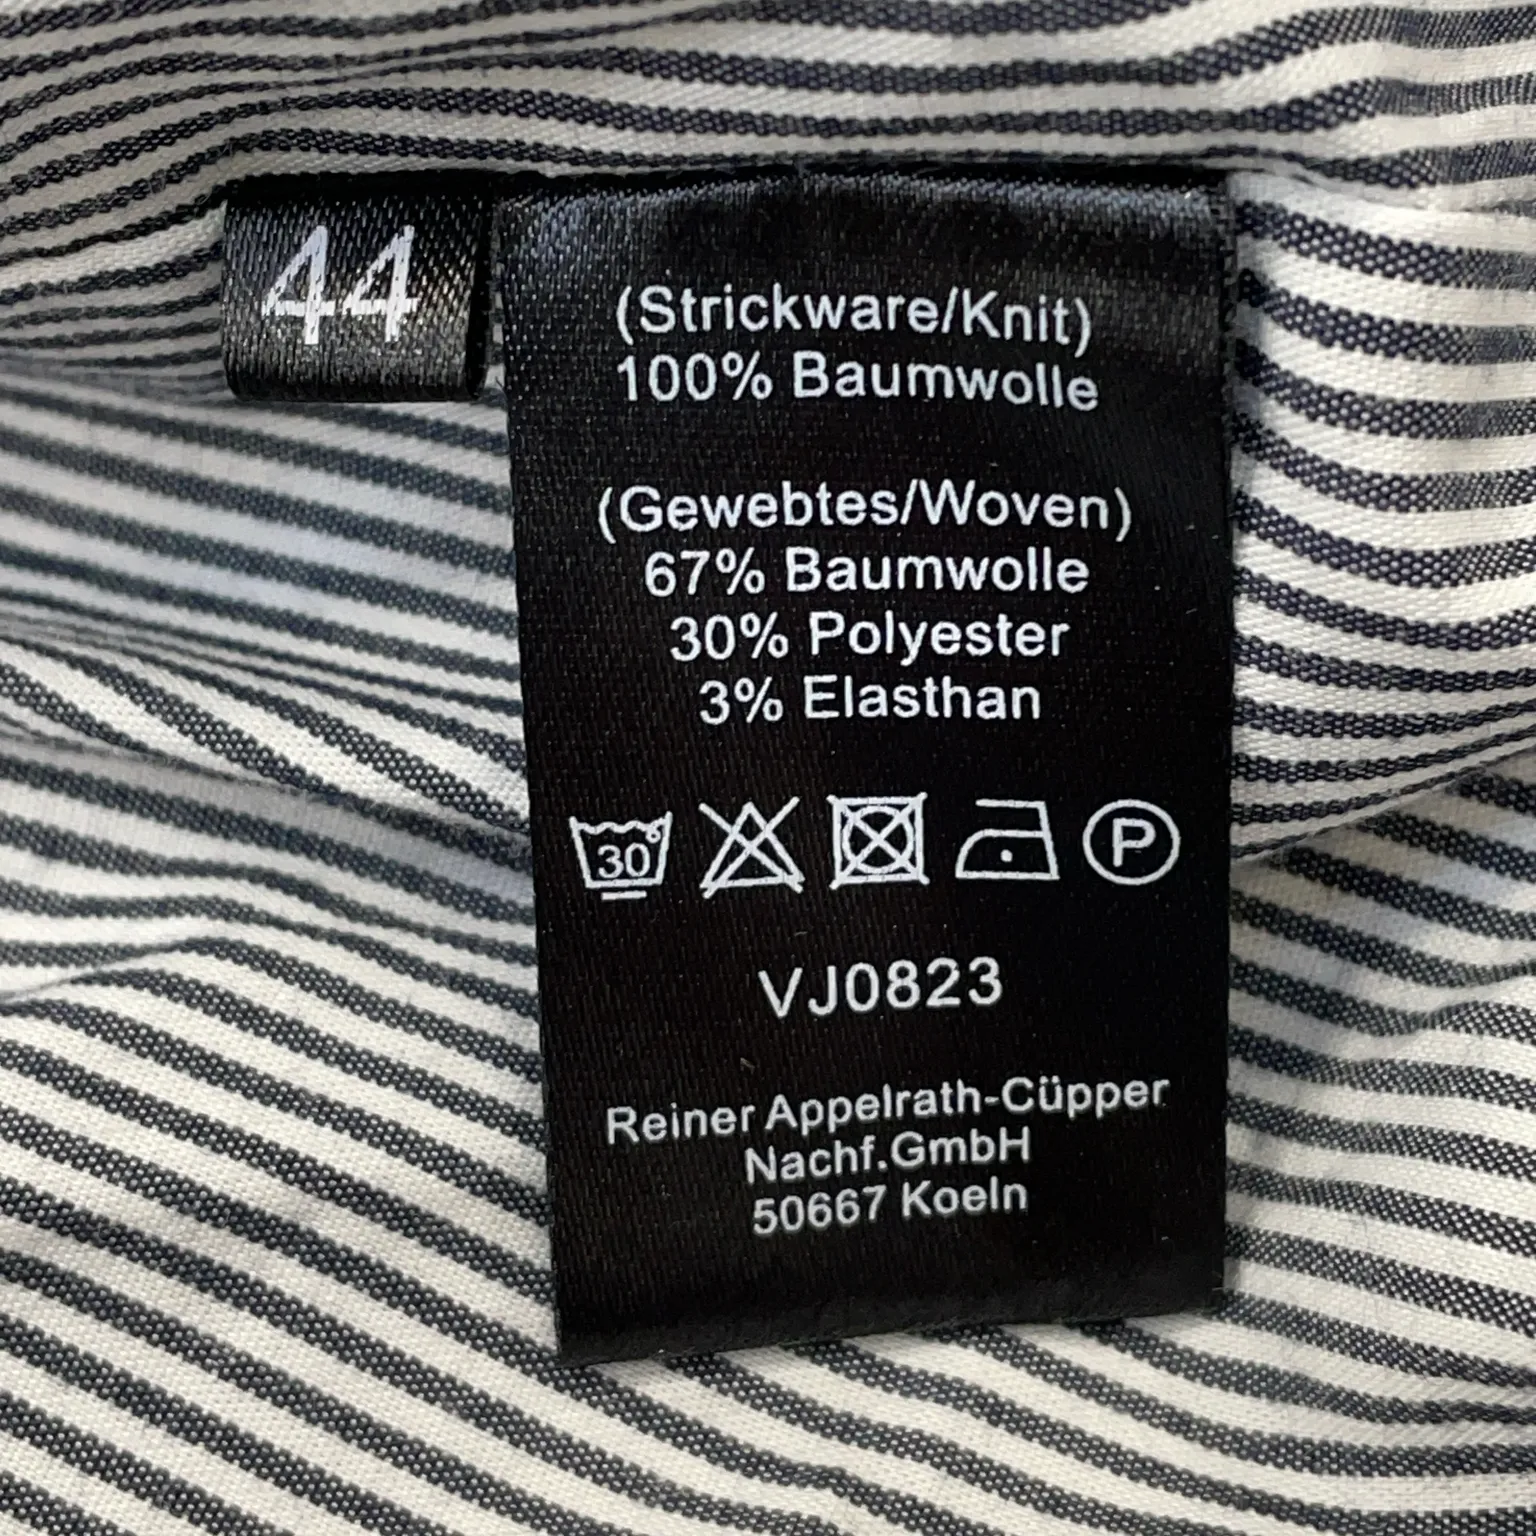 44
(Strickware/Knit)
100% Baumwolle
(Gewebtes/Woven)
67% Baumwolle
30% Polyester
3% Elasthan
30 P
VJ0823
Reiner Appelrath-Cüpper
Nachf.GmbH
50667 Koeln